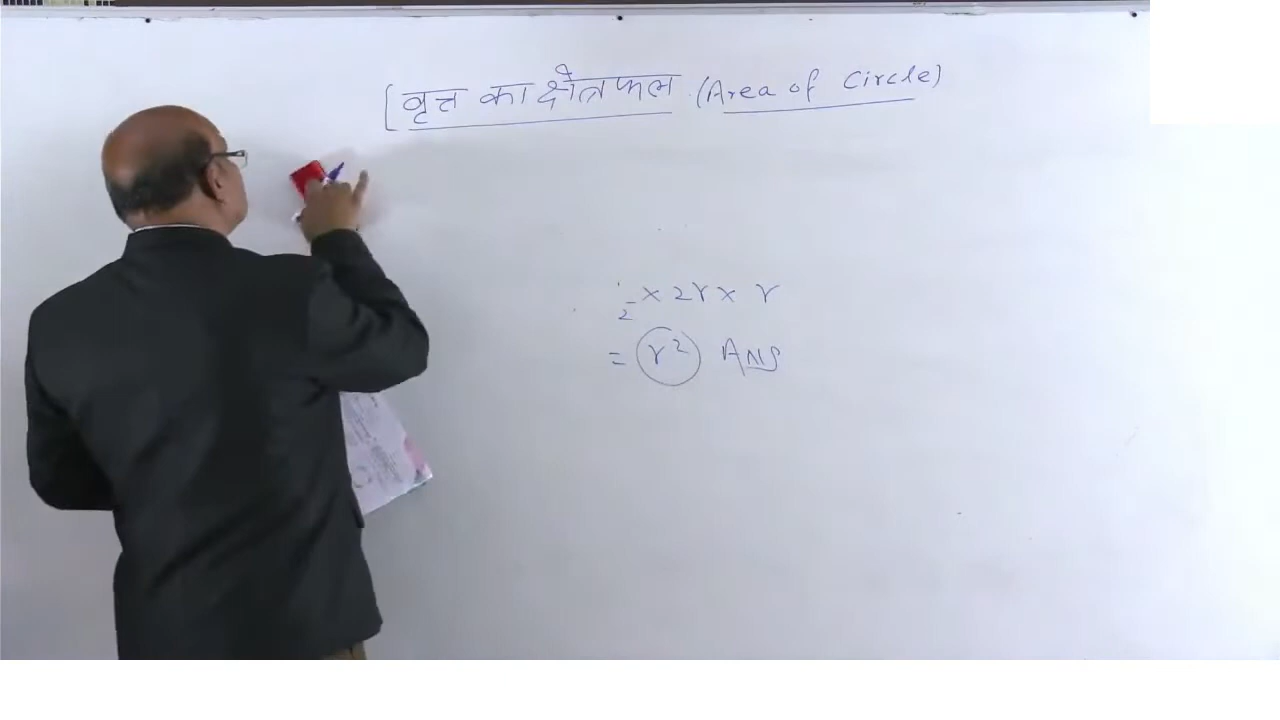 [वृत्त का क्षेत्रफल (Area of Circle)
1/2 × 2r × r
= r² Ans